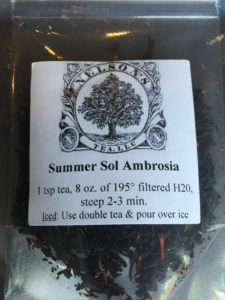 NELSON'S
TEA, LLC
Summer Sol Ambrosia
1 tsp tea, 8 oz. of 195° filtered H20,
steep 2-3 min.
Iced: Use double tea & pour over ice